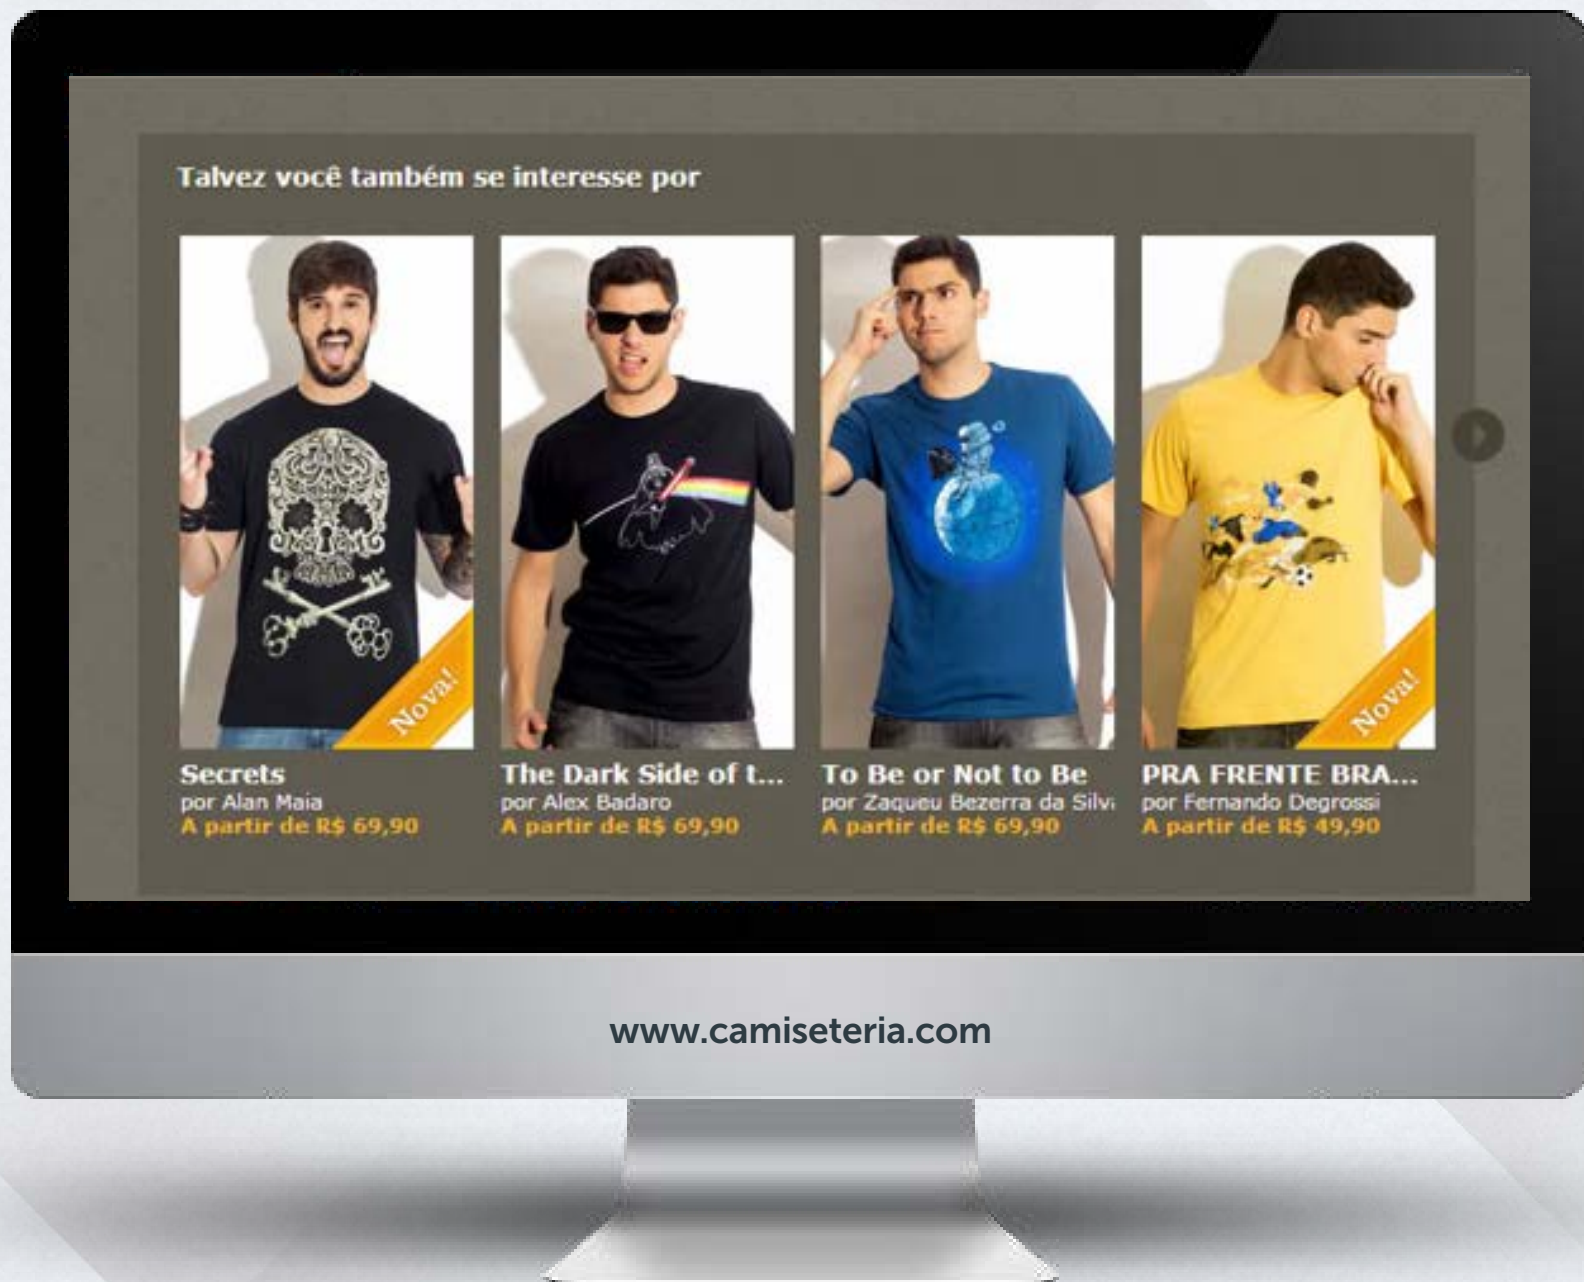 Talvez você também se interesse por
Nova!
Nova!
Secrets
por Alan Maia
A partir de R$ 69,90
The Dark Side of t...
por Alex Badaro
A partir de R$ 69,90
To Be or Not to Be
por Zaqueu Bezerra da Silv
A partir de R$ 69,90
PRA FRENTE BRA...
por Fernando Degrossi
A partir de R$ 49,90
www.camiseteria.com